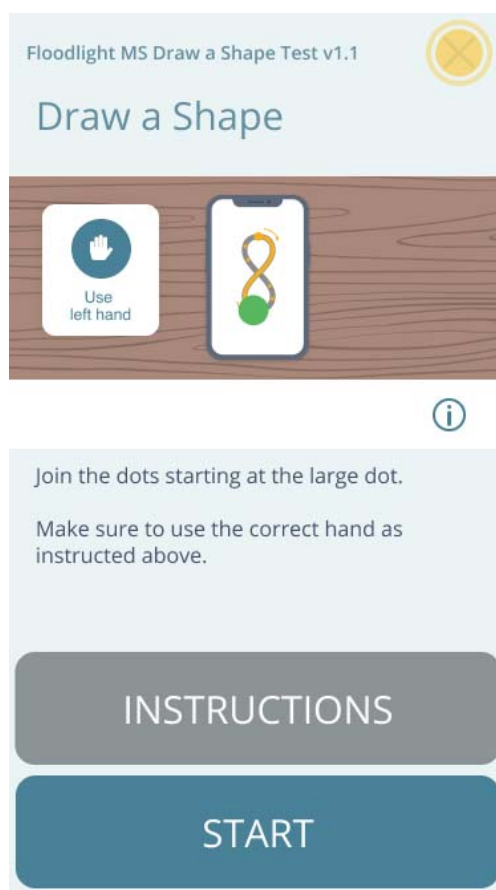 Floodlight MS Draw a Shape Test v1.1
Draw a Shape
Use
left hand
Join the dots starting at the large dot.
Make sure to use the correct hand as
instructed above.
INSTRUCTIONS
START